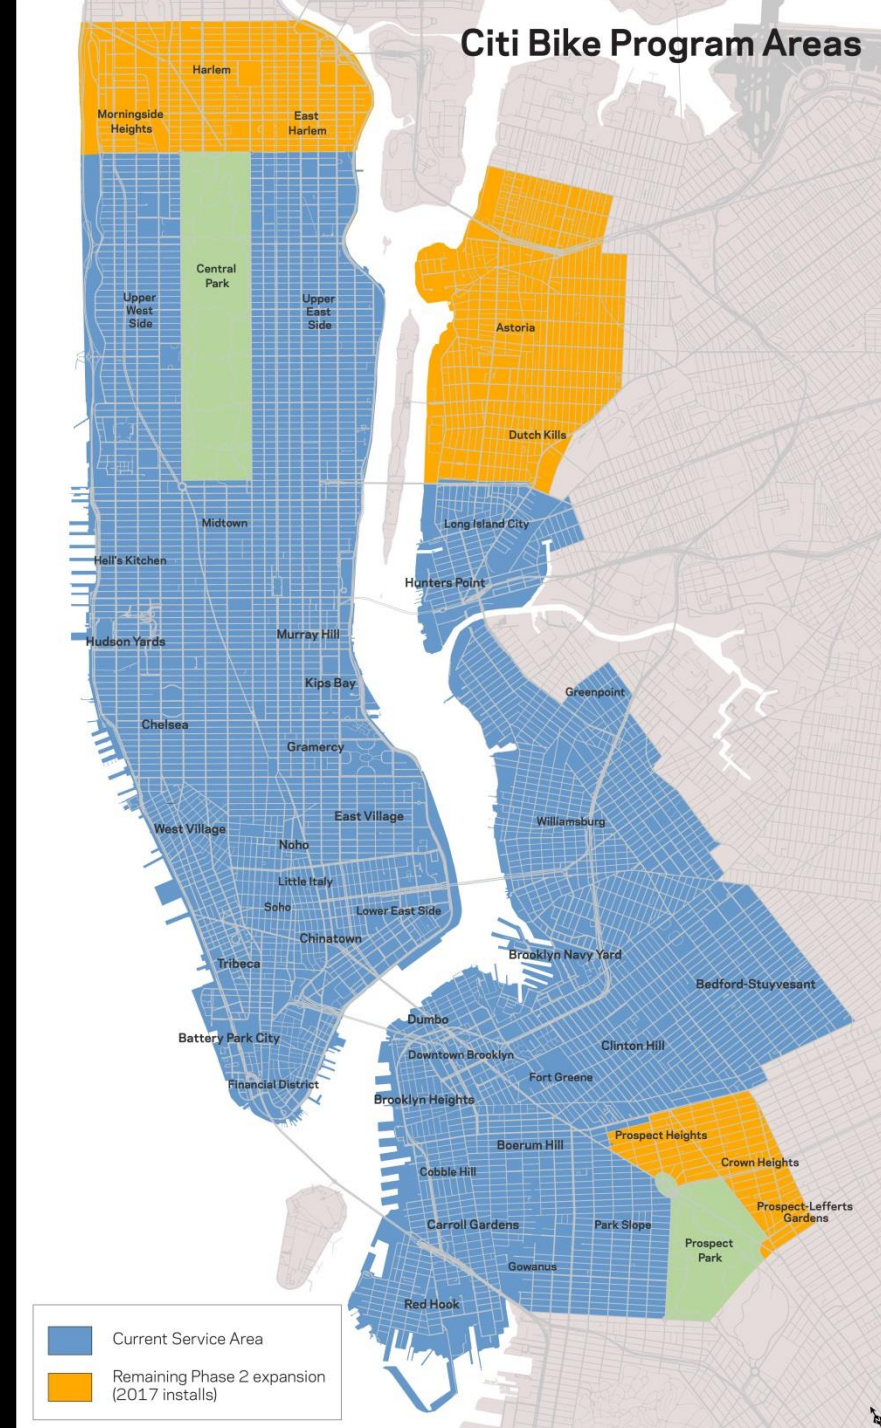 Citi Bike Program Areas
Harlem
Morningside
Heights
East
Harlem
Central
Park
Upper
West
Side
Upper
East
Side
Astoria
Dutch Kills
Midtown
Long Island City
Hell's Kitchen
Hunters Point
Hudson Yards
Murray Hill
Kips Bay
Greenpoint
Chelsea
Gramercy
East Village
Williamsburg
West Village
Noho
Little Italy
Soho
Lower East Side
Chinatown
Brooklyn Navy Yard
Tribeca
Bedford-Stuyvesant
Dumbo
Battery Park City
Clinton Hill
Downtown Brooklyn
Fort Greene
Financial District
Brooklyn Heights
Prospect Heights
Boerum Hill
Crown Heights
Cobble Hill
Prospect-Lefferts
Gardens
Carroll Gardens
Park Slope
Prospect
Park
Gowanus
Red Hook
Current Service Area
Remaining Phase 2 expansion
(2017 installs)